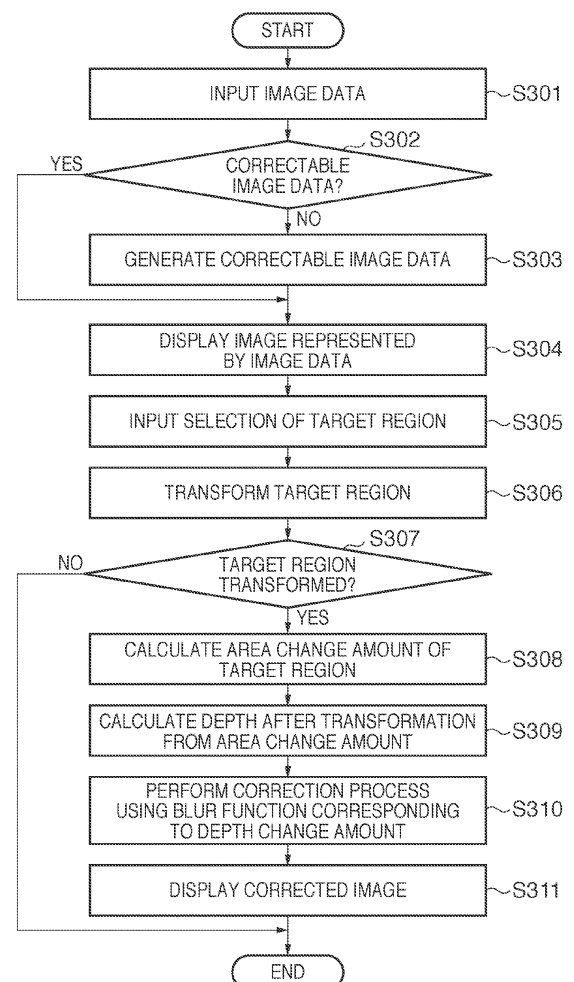 START
INPUT IMAGE DATA
S301
S302
YES
CORRECTABLE
IMAGE DATA?
NO
GENERATE CORRECTABLE IMAGE DATA
S303
DISPLAY IMAGE REPRESENTED
BY IMAGE DATA
S304
INPUT SELECTION OF TARGET REGION
S305
TRANSFORM TARGET REGION
S306
S307
NO
TARGET REGION
TRANSFORMED?
YES
CALCULATE AREA CHANGE AMOUNT OF
TARGET REGION
S308
CALCULATE DEPTH AFTER TRANSFORMATION
FROM AREA CHANGE AMOUNT
S309
PERFORM CORRECTION PROCESS
USING BLUR FUNCTION CORRESPONDING
TO DEPTH CHANGE AMOUNT
S310
DISPLAY CORRECTED IMAGE
S311
END